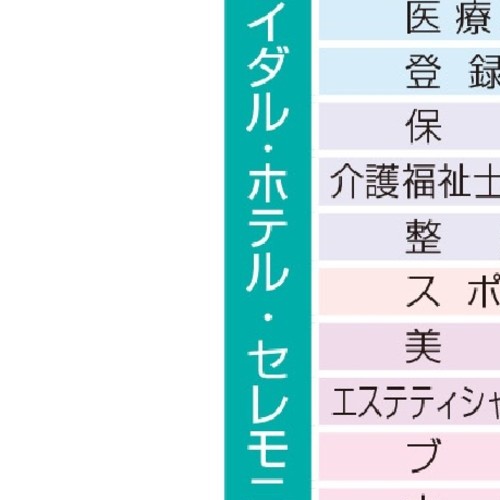 イダル・ホテル・セレモニ
医療
登録
保
介護福祉士
整
スポ
美
エステティシャ
ブ